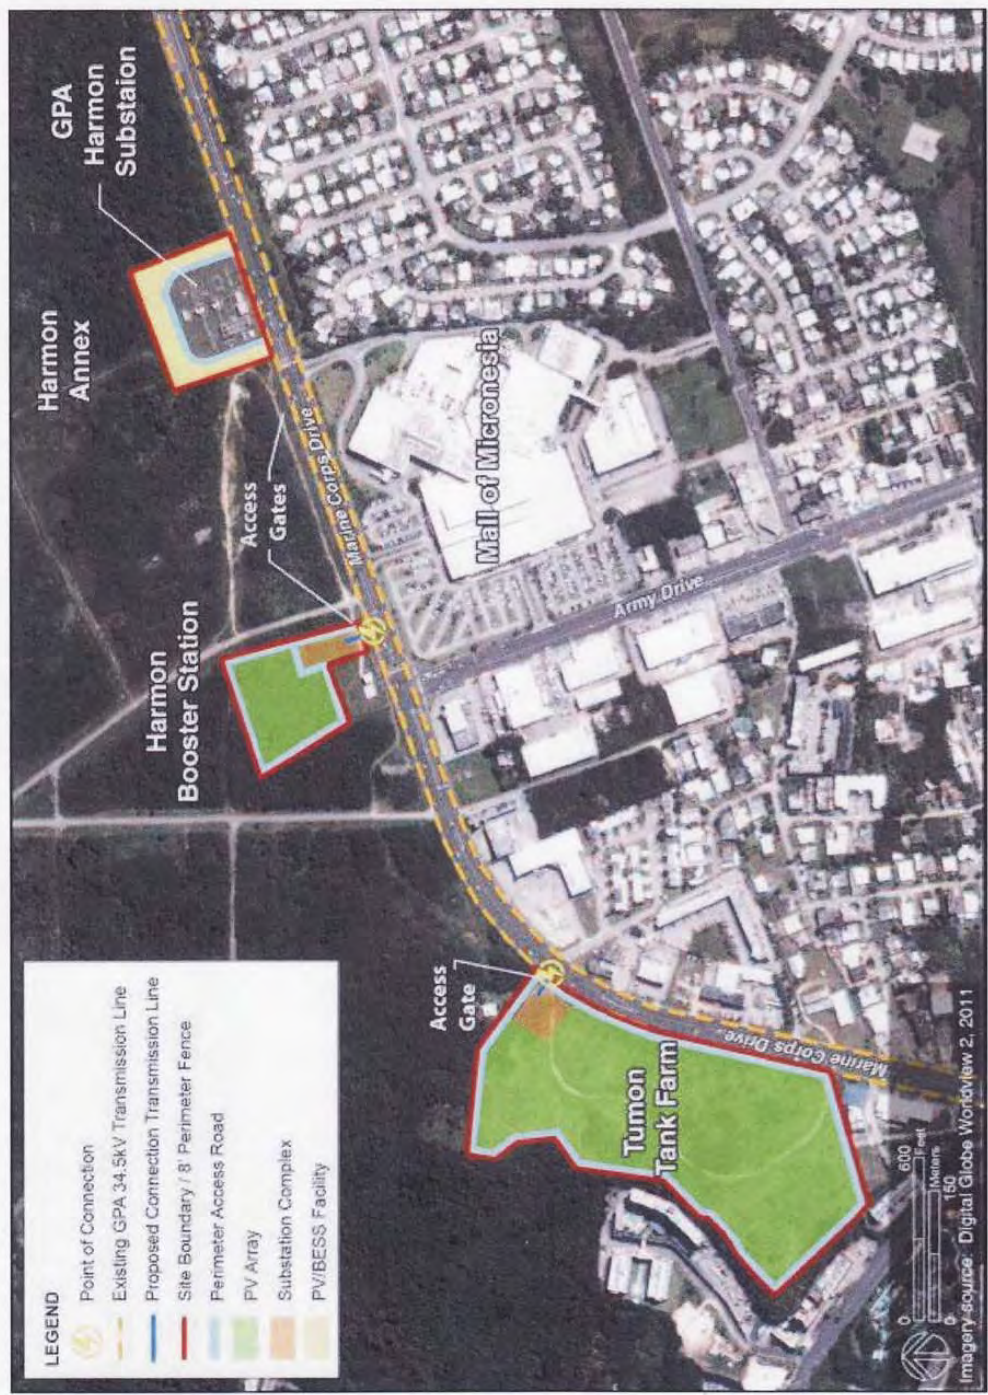 LEGEND
Point of Connection
Existing GPA 34.5kV Transmission Line
Proposed Connection Transmission Line
Site Boundary / 8' Perimeter Fence
Perimeter Access Road
PV Array
Substation Complex
PV/BESS Facility
Harmon
Booster Station
Harmon
Annex
GPA
Harmon
Substaion
Access
Gates
Marine Corps Drive
Mall of Micronesia
Army Drive
Access
Gate
Tumon
Tank Farm
Marine Corps Drive
0
600
Feet
Meters
0
150
Imagery source: Digital Globe Worldview 2, 2011